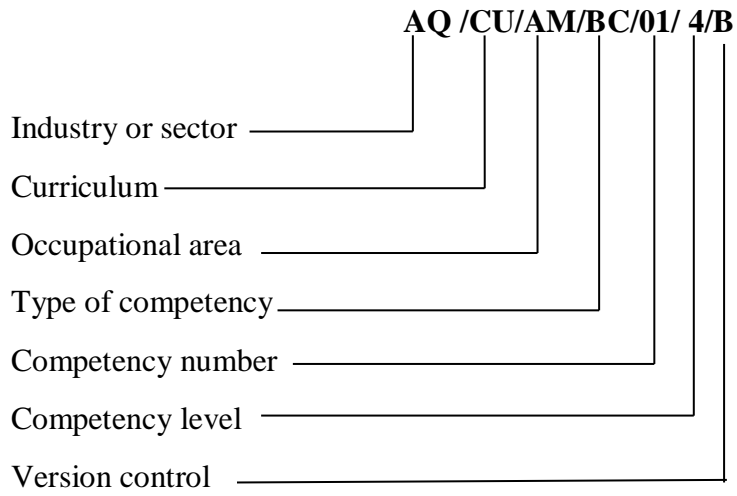 AQ /CU/AM/BC/01/ 4/B
Industry or sector
Curriculum
Occupational area
Type of competency
Competency number
Competency level
Version control